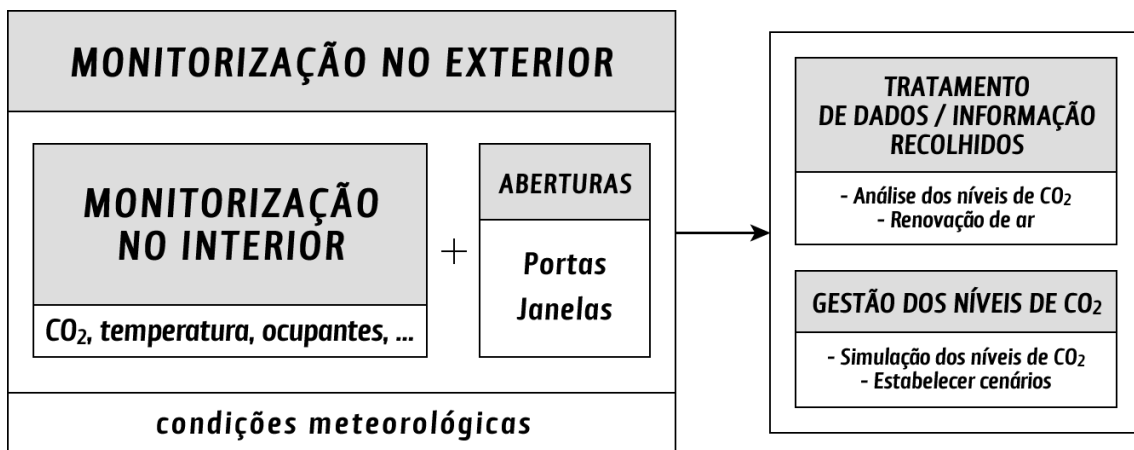 MONITORIZAÇÃO NO EXTERIOR
MONITORIZAÇÃO
NO INTERIOR
CO₂, temperatura, ocupantes, ...
+
ABERTURAS
Portas
Janelas
condições meteorológicas
TRATAMENTO
DE DADOS / INFORMAÇÃO
RECOLHIDOS
- Análise dos níveis de CO₂
- Renovação de ar
GESTÃO DOS NÍVEIS DE CO₂
- Simulação dos níveis de CO₂
- Estabelecer cenários